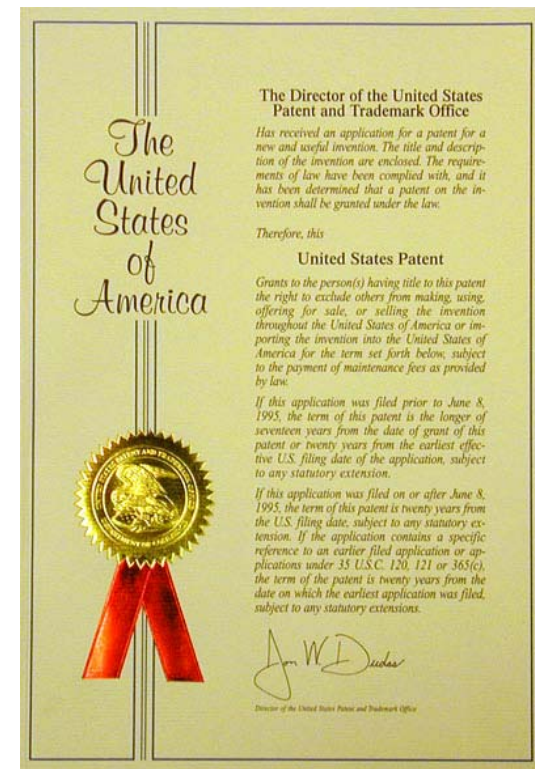 The
United
States
of
America
The Director of the United States
Patent and Trademark Office
Has received an application for a patent for a
new and useful invention. The title and descrip-
tion of the invention are enclosed. The require-
ments of law have been complied with, and it
has been determined that a patent on the in-
vention shall be granted under the law.
Therefore, this
United States Patent
Grants to the person(s) having title to this patent
the right to exclude others from making, using,
offering for sale, or selling the invention
throughout the United States of America or im-
porting the invention into the United States of
America for the term set forth below, subject
to the payment of maintenance fees as provided
by law.
If this application was filed prior to June 8,
1995, the term of this patent is the longer of
seventeen years from the date of grant of this
patent or twenty years from the earliest effec-
tive U.S. filing date of the application, subject
to any statutory extension.
If this application was filed on or after June 8,
1995, the term of this patent is twenty years from
the U.S. filing date, subject to any statutory ex-
tension. If the application contains a specific
reference to an earlier filed application or ap-
plications under 35 U.S.C. 120, 121 or 365(c),
the term of the patent is twenty years from the
date on which the earliest application was filed,
subject to any statutory extensions.
Jon W Dudas
Director of the United States Patent and Trademark Office